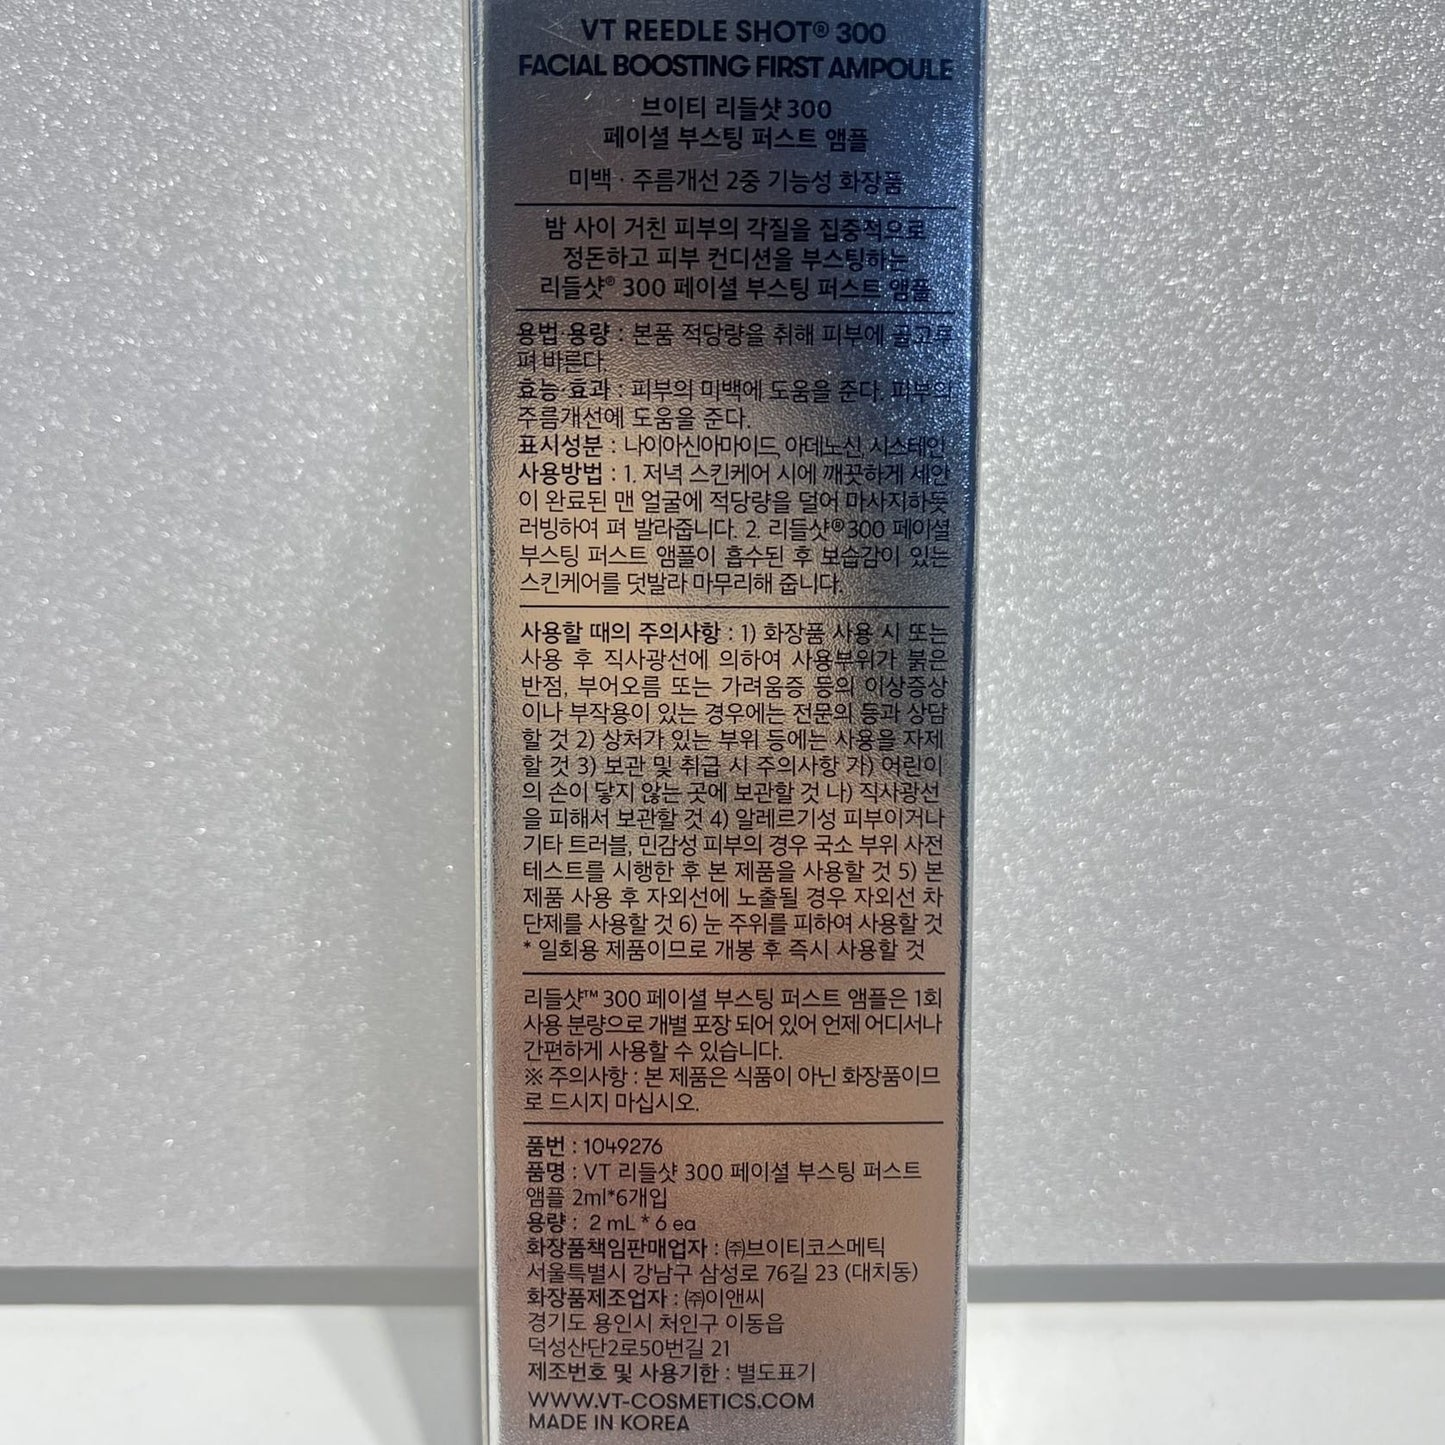 VT REEDLE SHOT® 300
FACIAL BOOSTING FIRST AMPOULE
브이티 리들샷 300
페이셜 부스팅 퍼스트 앰플
미백 · 주름개선 2중 기능성 화장품
밤 사이 거친 피부의 각질을 집중적으로
정돈하고 피부 컨디션을 부스팅하는
리들샷® 300 페이셜 부스팅 퍼스트 앰플
용법·용량 : 본품 적당량을 취해 피부에 골고루
펴 바른다.
효능·효과 : 피부의 미백에 도움을 준다. 피부의
주름개선에 도움을 준다.
표시성분 : 나이아신아마이드, 아데노신, 시스테인
사용방법 : 1. 저녁 스킨케어 시에 깨끗하게 세안
이 완료된 맨 얼굴에 적당량을 덜어 마사지하듯
러빙하여 펴 발라줍니다. 2. 리들샷®300 페이셜
부스팅 퍼스트 앰플이 흡수된 후 보습감이 있는
스킨케어를 덧발라 마무리해 줍니다.
사용할 때의 주의사항 : 1) 화장품 사용 시 또는
사용 후 직사광선에 의하여 사용부위가 붉은
반점, 부어오름 또는 가려움증 등의 이상증상
이나 부작용이 있는 경우에는 전문의 등과 상담
할 것 2) 상처가 있는 부위 등에는 사용을 자제
할 것 3) 보관 및 취급 시 주의사항 가) 어린이
의 손이 닿지 않는 곳에 보관할 것 나) 직사광선
을 피해서 보관할 것 4) 알레르기성 피부이거나
기타 트러블, 민감성 피부의 경우 국소 부위 사전
테스트를 시행한 후 본 제품을 사용할 것 5) 본
제품 사용 후 자외선에 노출될 경우 자외선 차
단제를 사용할 것 6) 눈 주위를 피하여 사용할 것
* 일회용 제품이므로 개봉 후 즉시 사용할 것
리들샷™ 300 페이셜 부스팅 퍼스트 앰플은 1회
사용 분량으로 개별 포장 되어 있어 언제 어디서나
간편하게 사용할 수 있습니다.
※ 주의사항 : 본 제품은 식품이 아닌 화장품이므
로 드시지 마십시오.
품번 : 1049276
품명 : VT 리들샷 300 페이셜 부스팅 퍼스트
앰플 2ml*6개입
용량 : 2 mL * 6 ea
화장품책임판매업자 : ㈜브이티코스메틱
서울특별시 강남구 삼성로 76길 23 (대치동)
화장품제조업자 : ㈜이앤씨
경기도 용인시 처인구 이동읍
덕성산단2로50번길 21
제조번호 및 사용기한 : 별도표기
WWW.VT-COSMETICS.COM
MADE IN KOREA